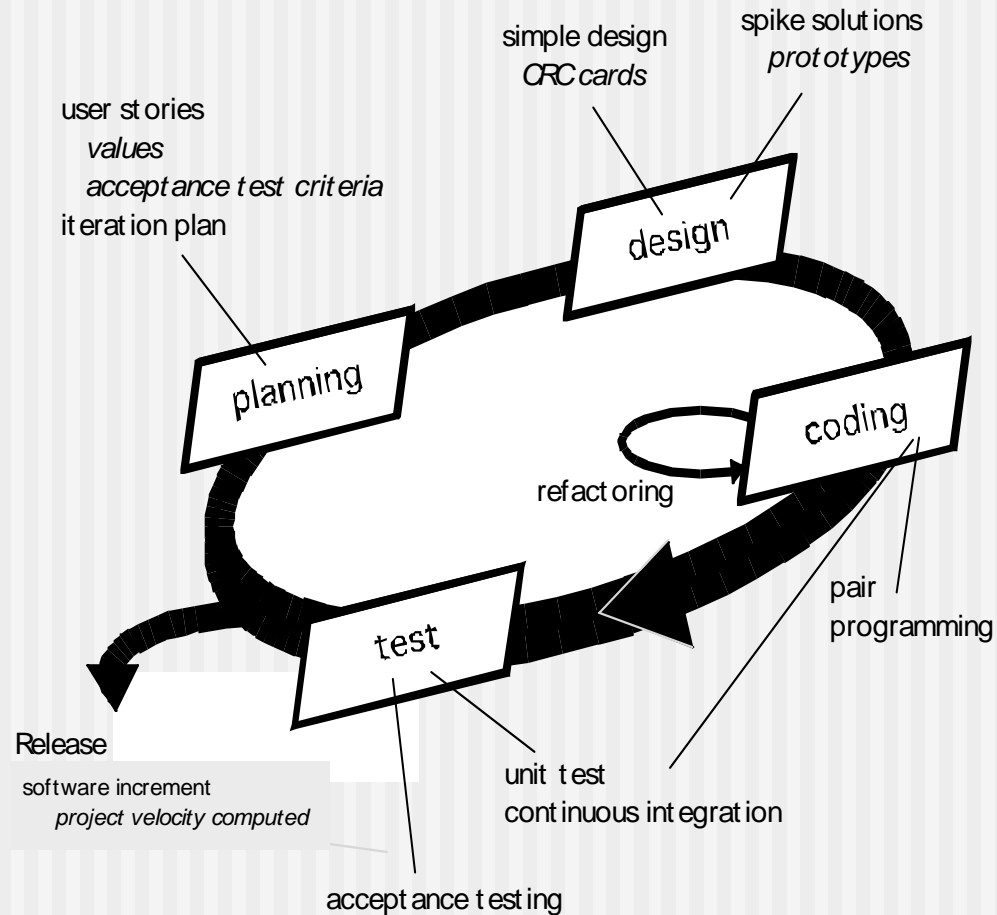 spike solutions
prototypes
simple design
CRC cards
user stories
values
acceptance test criteria
iteration plan
design
planning
coding
refactoring
pair
programming
test
Release
software increment
project velocity computed
unit test
continuous integration
acceptance testing